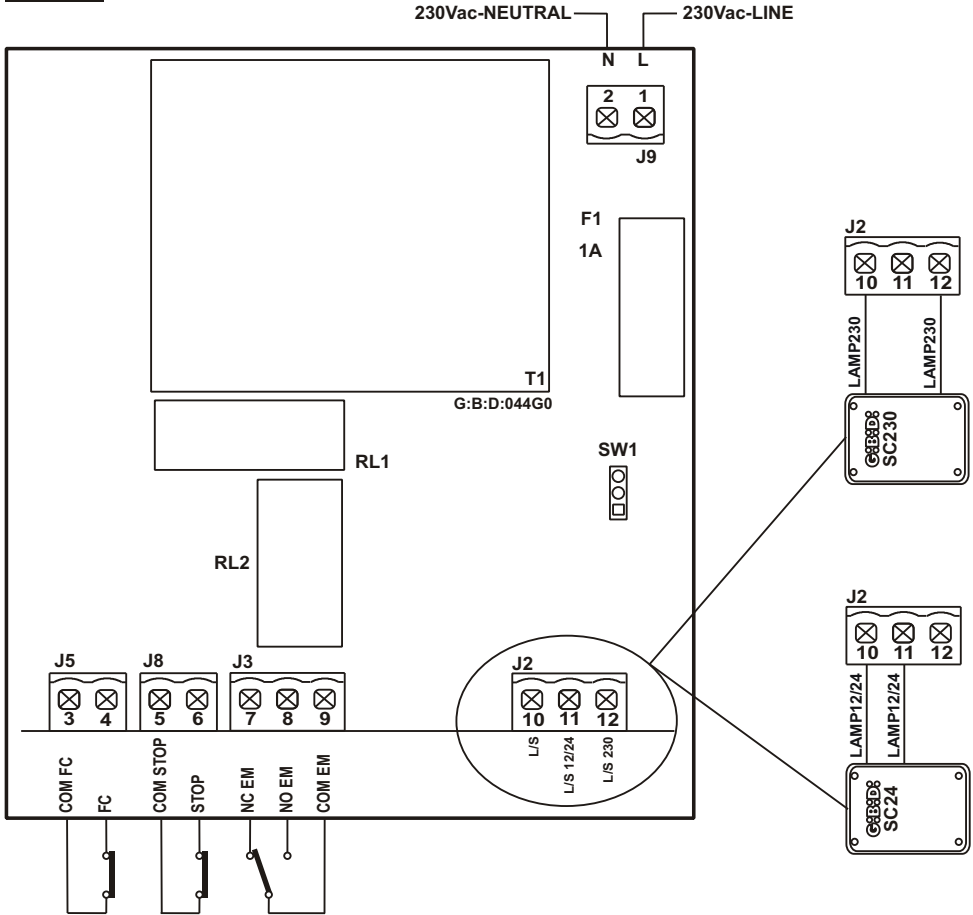 230Vac-NEUTRAL
230Vac-LINE
N L
2 1
J9
F1
1A
T1
G:B:D:044G0
RL1
SW1
RL2
J5
3 4
J8
5 6
J3
7 8 9
J2
10 11 12
L/S
L/S 12/24
L/S 230
COM FC
FC
COM STOP
STOP
NC EM
NO EM
COM EM
J2
10 11 12
LAMP230
LAMP230
G:B:D:
SC230
J2
10 11 12
LAMP12/24
LAMP12/24
G:B:D:
SC24